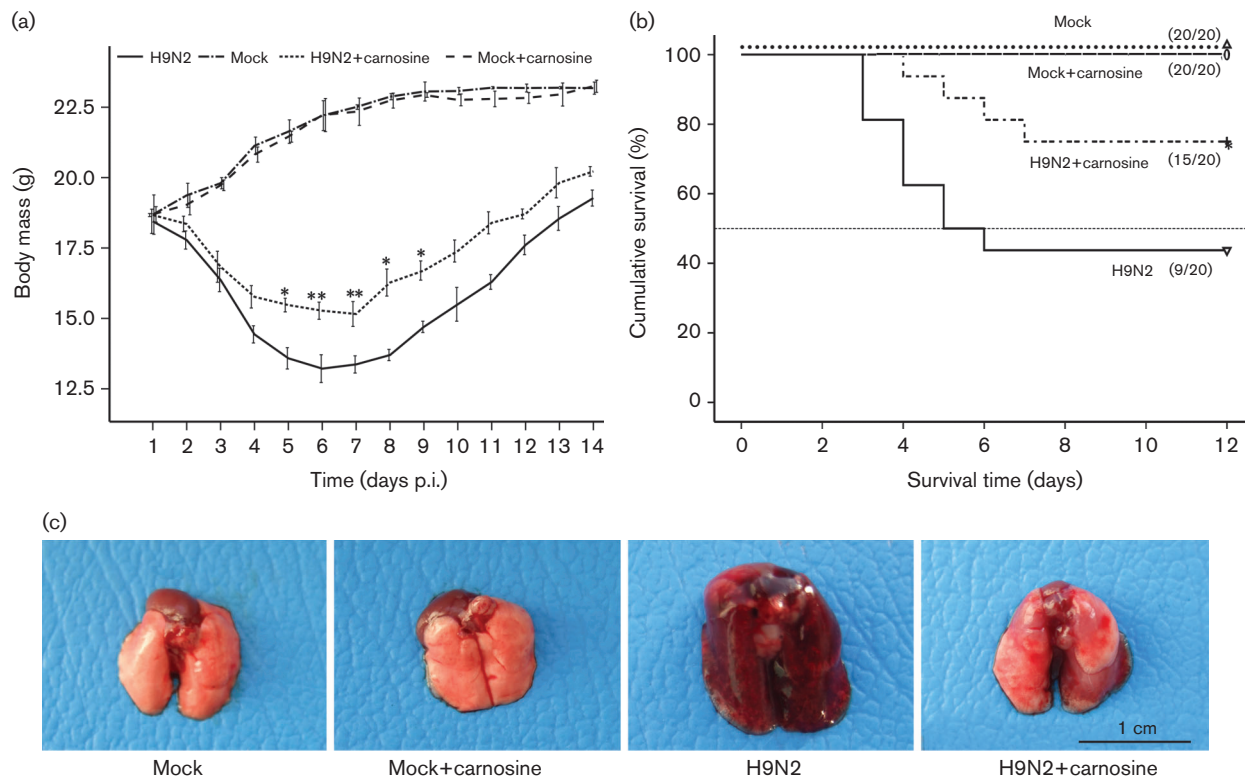 (a)
H9N2 Mock H9N2+carnosine Mock+carnosine
22.5
20.0
17.5
15.0
12.5
Body mass (g)
* ** ** * *
1 2 3 4 5 6 7 8 9 10 11 12 13 14
Time (days p.i.)
(b)
Mock (20/20)
Mock+carnosine (20/20)
H9N2+carnosine (15/20)
H9N2 (9/20)
100
80
60
40
20
0
Cumulative survival (%)
0 2 4 6 8 10 12
Survival time (days)
(c)
1 cm
Mock Mock+carnosine H9N2 H9N2+carnosine